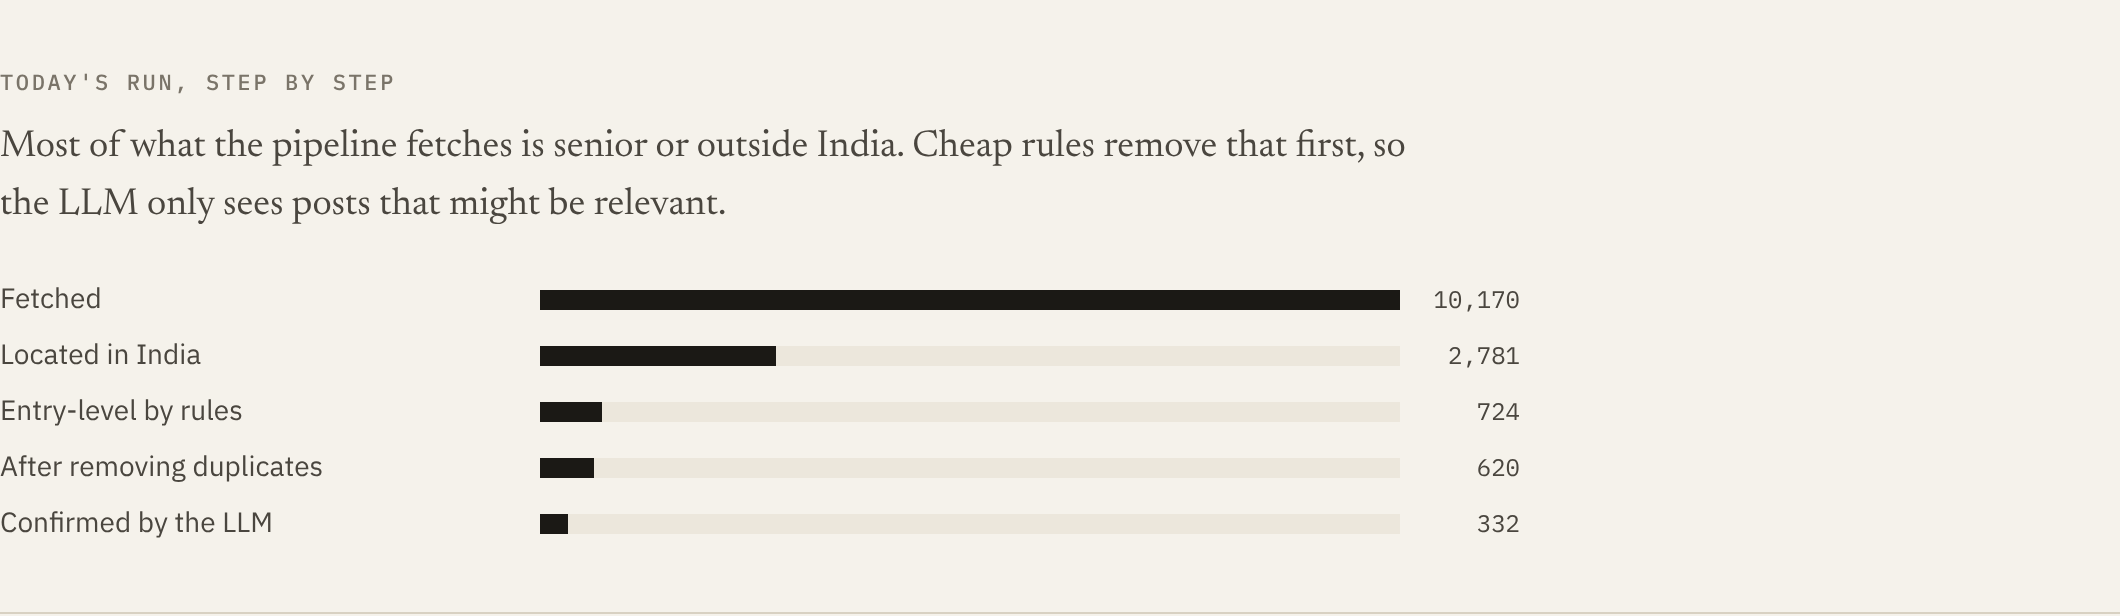 TODAY'S RUN, STEP BY STEP
Most of what the pipeline fetches is senior or outside India. Cheap rules remove that first, so
the LLM only sees posts that might be relevant.
Fetched 10,170
Located in India 2,781
Entry-level by rules 724
After removing duplicates 620
Confirmed by the LLM 332